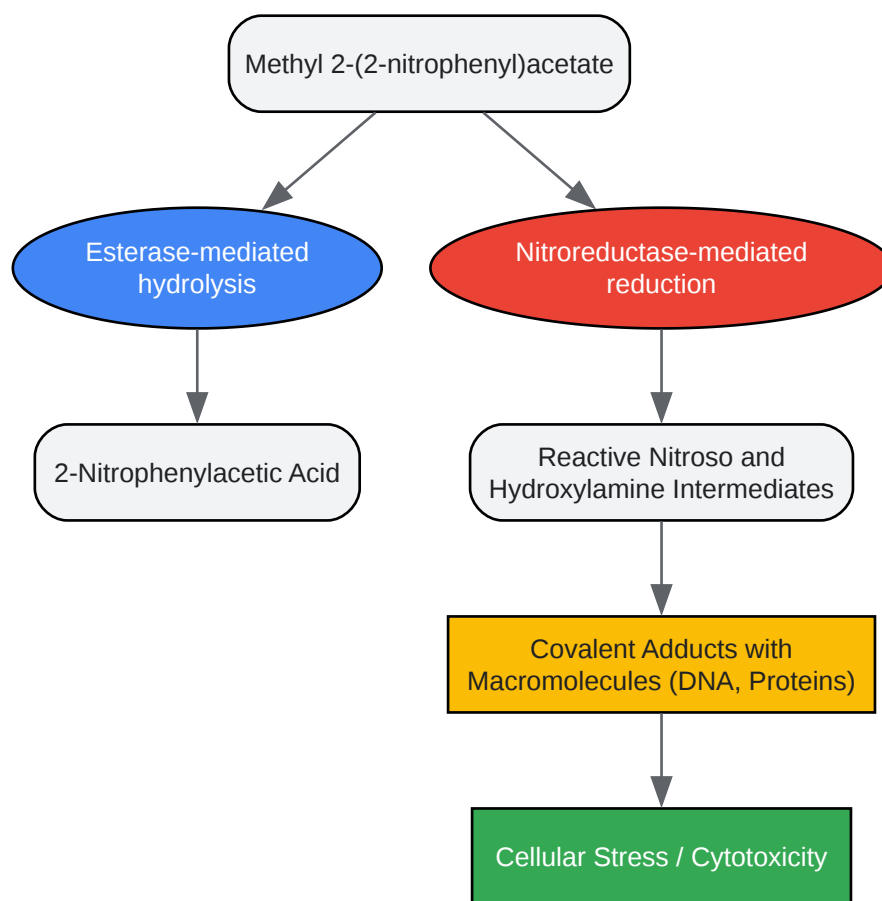 Methyl 2-(2-nitrophenyl)acetate
Esterase-mediated
hydrolysis
Nitroreductase-mediated
reduction
2-Nitrophenylacetic Acid
Reactive Nitroso and
Hydroxylamine Intermediates
Covalent Adducts with
Macromolecules (DNA, Proteins)
Cellular Stress / Cytotoxicity